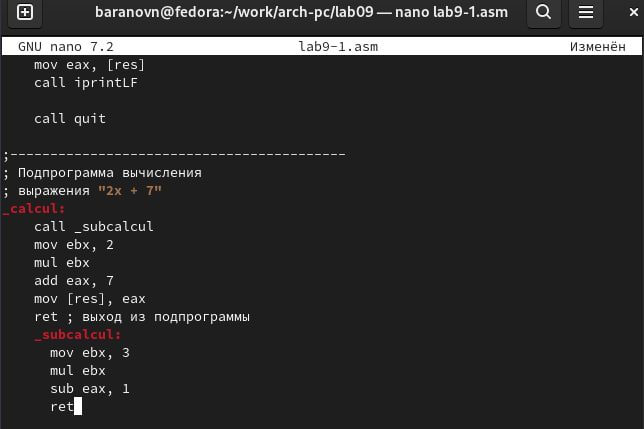 baranovn@fedora:~/work/arch-pc/lab09 — nano lab9-1.asm
GNU nano 7.2 lab9-1.asm Изменён
mov eax, [res]
call iprintLF
call quit
;------------------------------------------
; Подпрограмма вычисления
; выражения "2x + 7"
_calcul:
call _subcalcul
mov ebx, 2
mul ebx
add eax, 7
mov [res], eax
ret ; выход из подпрограммы
_subcalcul:
mov ebx, 3
mul ebx
sub eax, 1
ret